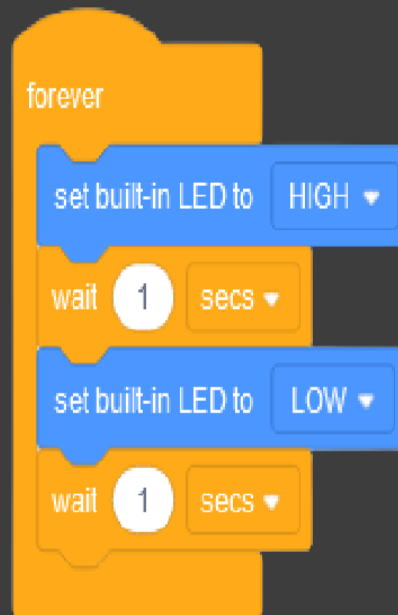 forever
set built-in LED to HIGH
wait 1 secs
set built-in LED to LOW
wait 1 secs